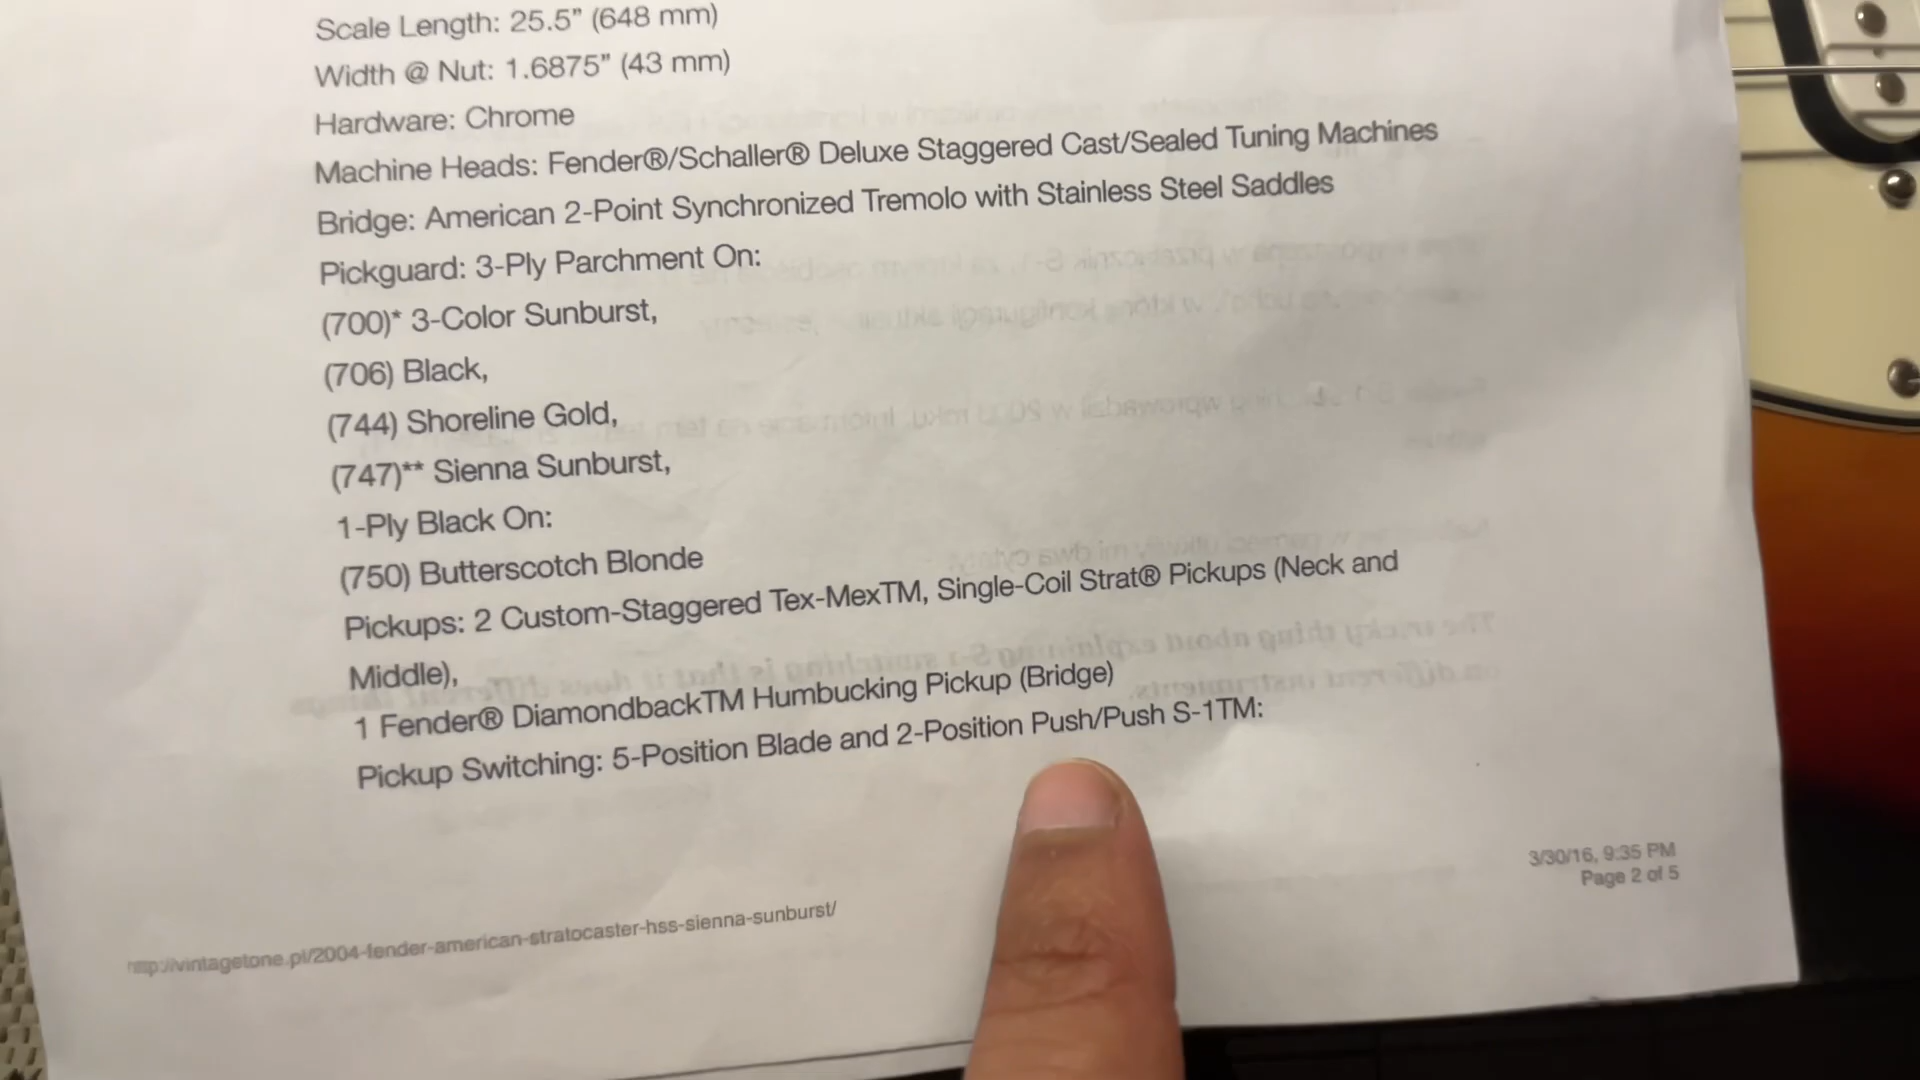 Scale Length: 25.5” (648 mm)
Width @ Nut: 1.6875” (43 mm)
Hardware: Chrome
Machine Heads: Fender®/Schaller® Deluxe Staggered Cast/Sealed Tuning Machines
Bridge: American 2-Point Synchronized Tremolo with Stainless Steel Saddles
Pickguard: 3-Ply Parchment On:
(700)* 3-Color Sunburst,
(706) Black,
(744) Shoreline Gold,
(747)** Sienna Sunburst,
1-Ply Black On:
(750) Butterscotch Blonde
Pickups: 2 Custom-Staggered Tex-MexTM, Single-Coil Strat® Pickups (Neck and
Middle),
1 Fender® DiamondbackTM Humbucking Pickup (Bridge)
Pickup Switching: 5-Position Blade and 2-Position Push/Push S-1TM:
3/30/16, 9:35 PM
Page 2 of 5
http://vintagetone.pl/2004-fender-american-stratocaster-hss-sienna-sunburst/